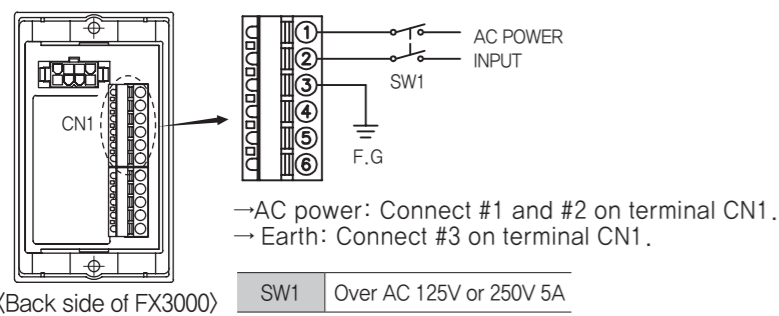 CN1
① AC POWER
② INPUT
SW1
③
④
⑤
⑥
F.G
→AC power: Connect #1 and #2 on terminal CN1.
→ Earth: Connect #3 on terminal CN1.
〈Back side of FX3000〉
SW1 Over AC 125V or 250V 5A